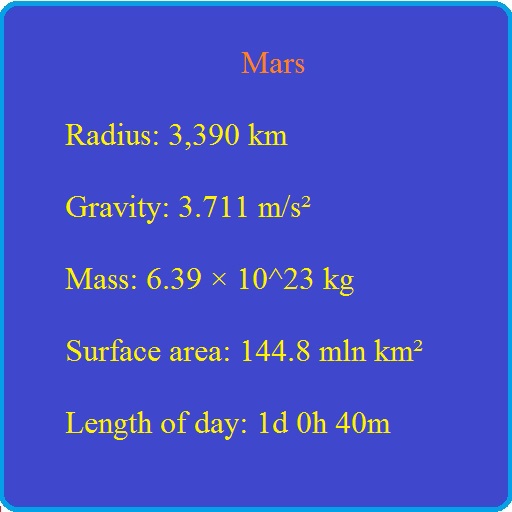 Mars
Radius: 3,390 km
Gravity: 3.711 m/s²
Mass: 6.39 × 10^23 kg
Surface area: 144.8 mln km²
Length of day: 1d 0h 40m